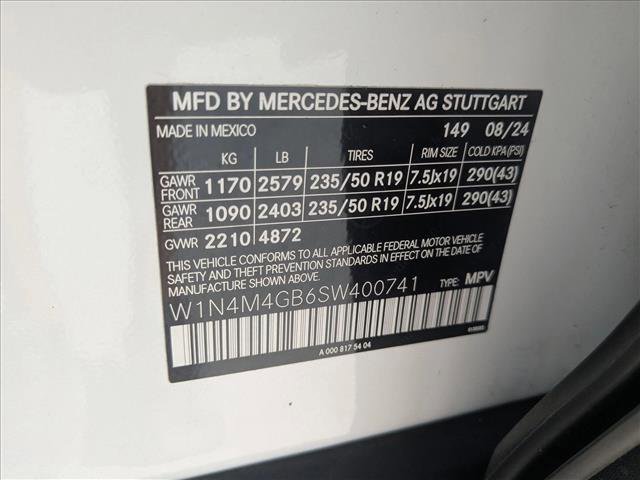 MFD BY MERCEDES-BENZ AG STUTTGART
MADE IN MEXICO 149 08/24
KG LB TIRES RIM SIZE COLD KPA (PSI)
GAWR FRONT 1170 2579 235/50 R19 7.5Jx19 290(43)
GAWR REAR 1090 2403 235/50 R19 7.5Jx19 290(43)
GVWR 2210 4872
THIS VEHICLE CONFORMS TO ALL APPLICABLE FEDERAL MOTOR VEHICLE
SAFETY AND THEFT PREVENTION STANDARDS IN EFFECT ON THE DATE OF
MANUFACTURE SHOWN ABOVE.
W1N4M4GB6SW400741 TYPE: MPV
A 000 817 54 04